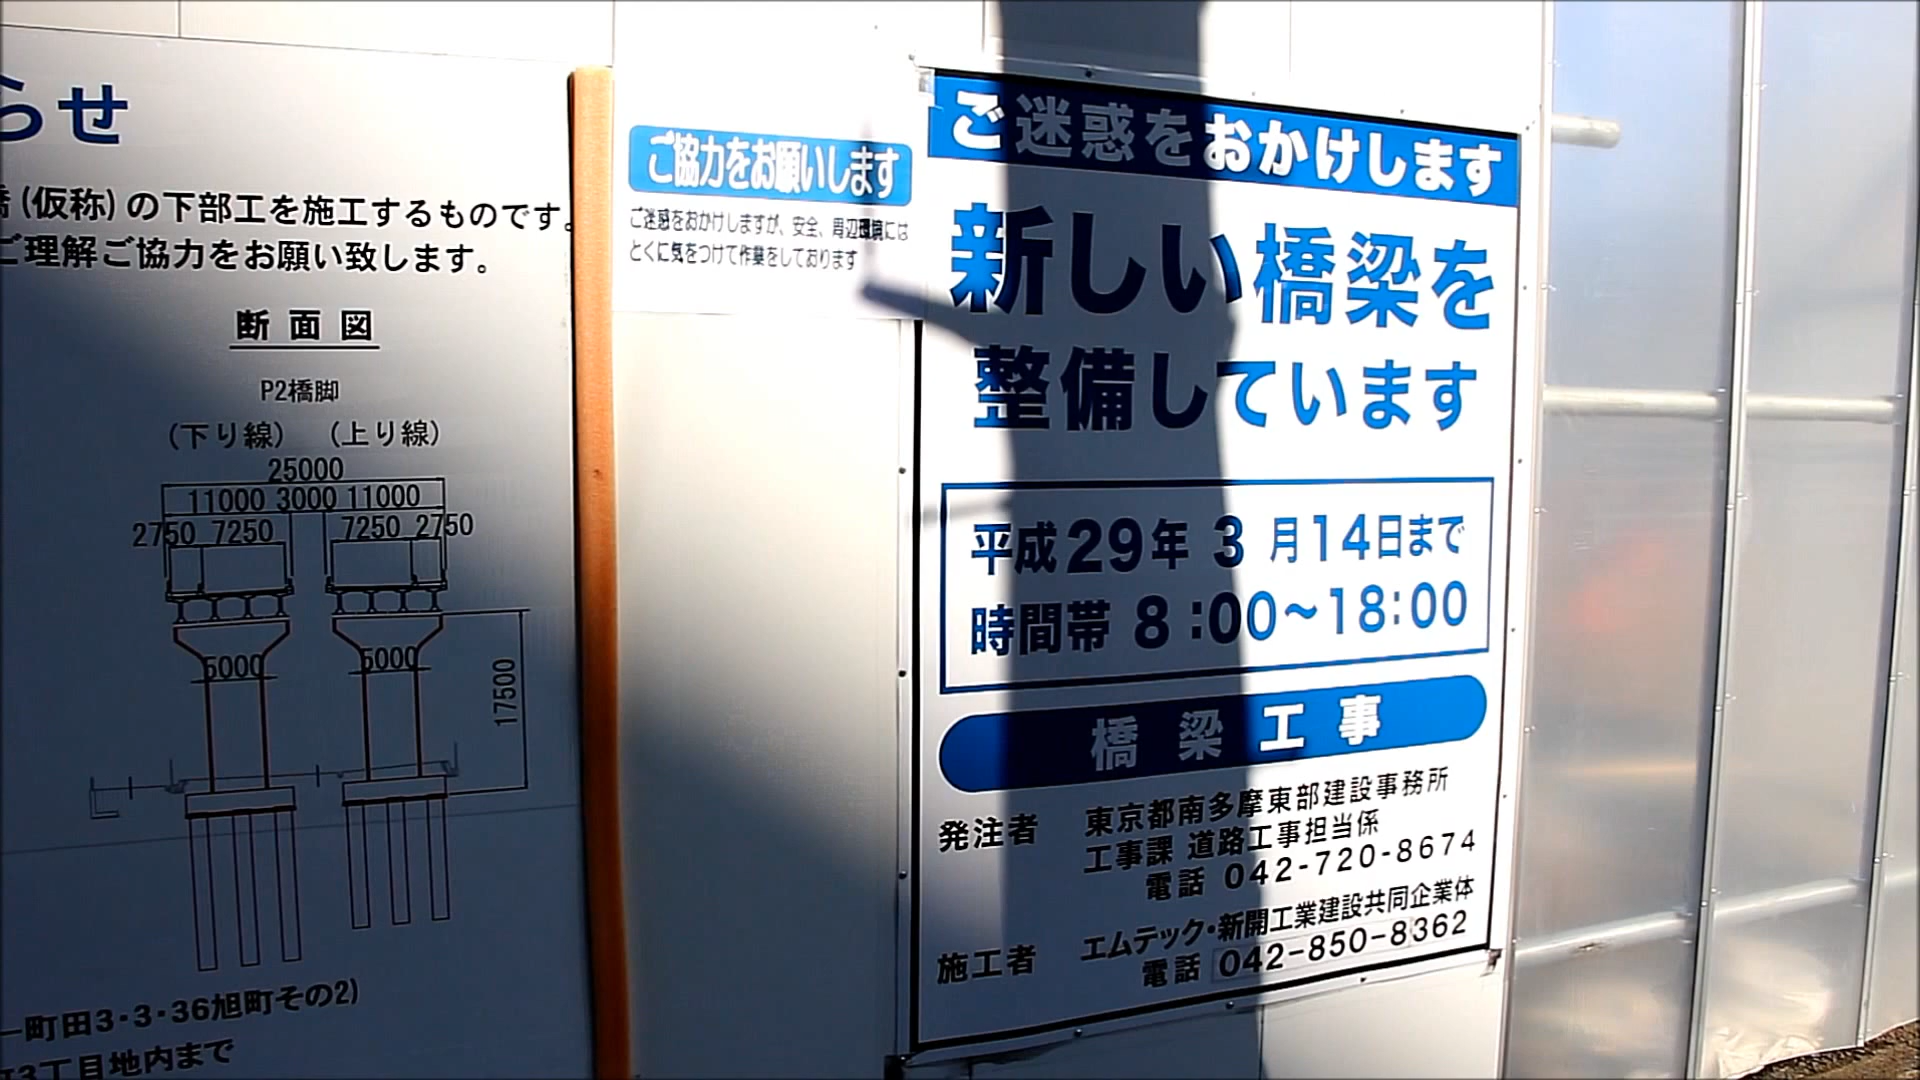 らせ
(仮称)の下部工を施工するものです。
ご理解ご協力をお願い致します。
断面図
P2橋脚
(下り線) (上り線)
25000
11000 3000 11000
2750 7250 7250 2750
5000 5000
17500
町田3・3・36旭町その2)
3丁目地内まで
ご協力をお願いします
ご迷惑をおかけしますが、安全、周辺環境には
とくに気をつけて作業をしております
ご迷惑をおかけします
新しい橋梁を
整備しています
平成29年 3月14日まで
時間帯 8:00~18:00
橋梁工事
発注者 東京都南多摩東部建設事務所
工事課 道路工事担当係
電話 042-720-8674
施工者 エムテック・新開工業建設共同企業体
電話 042-850-8362